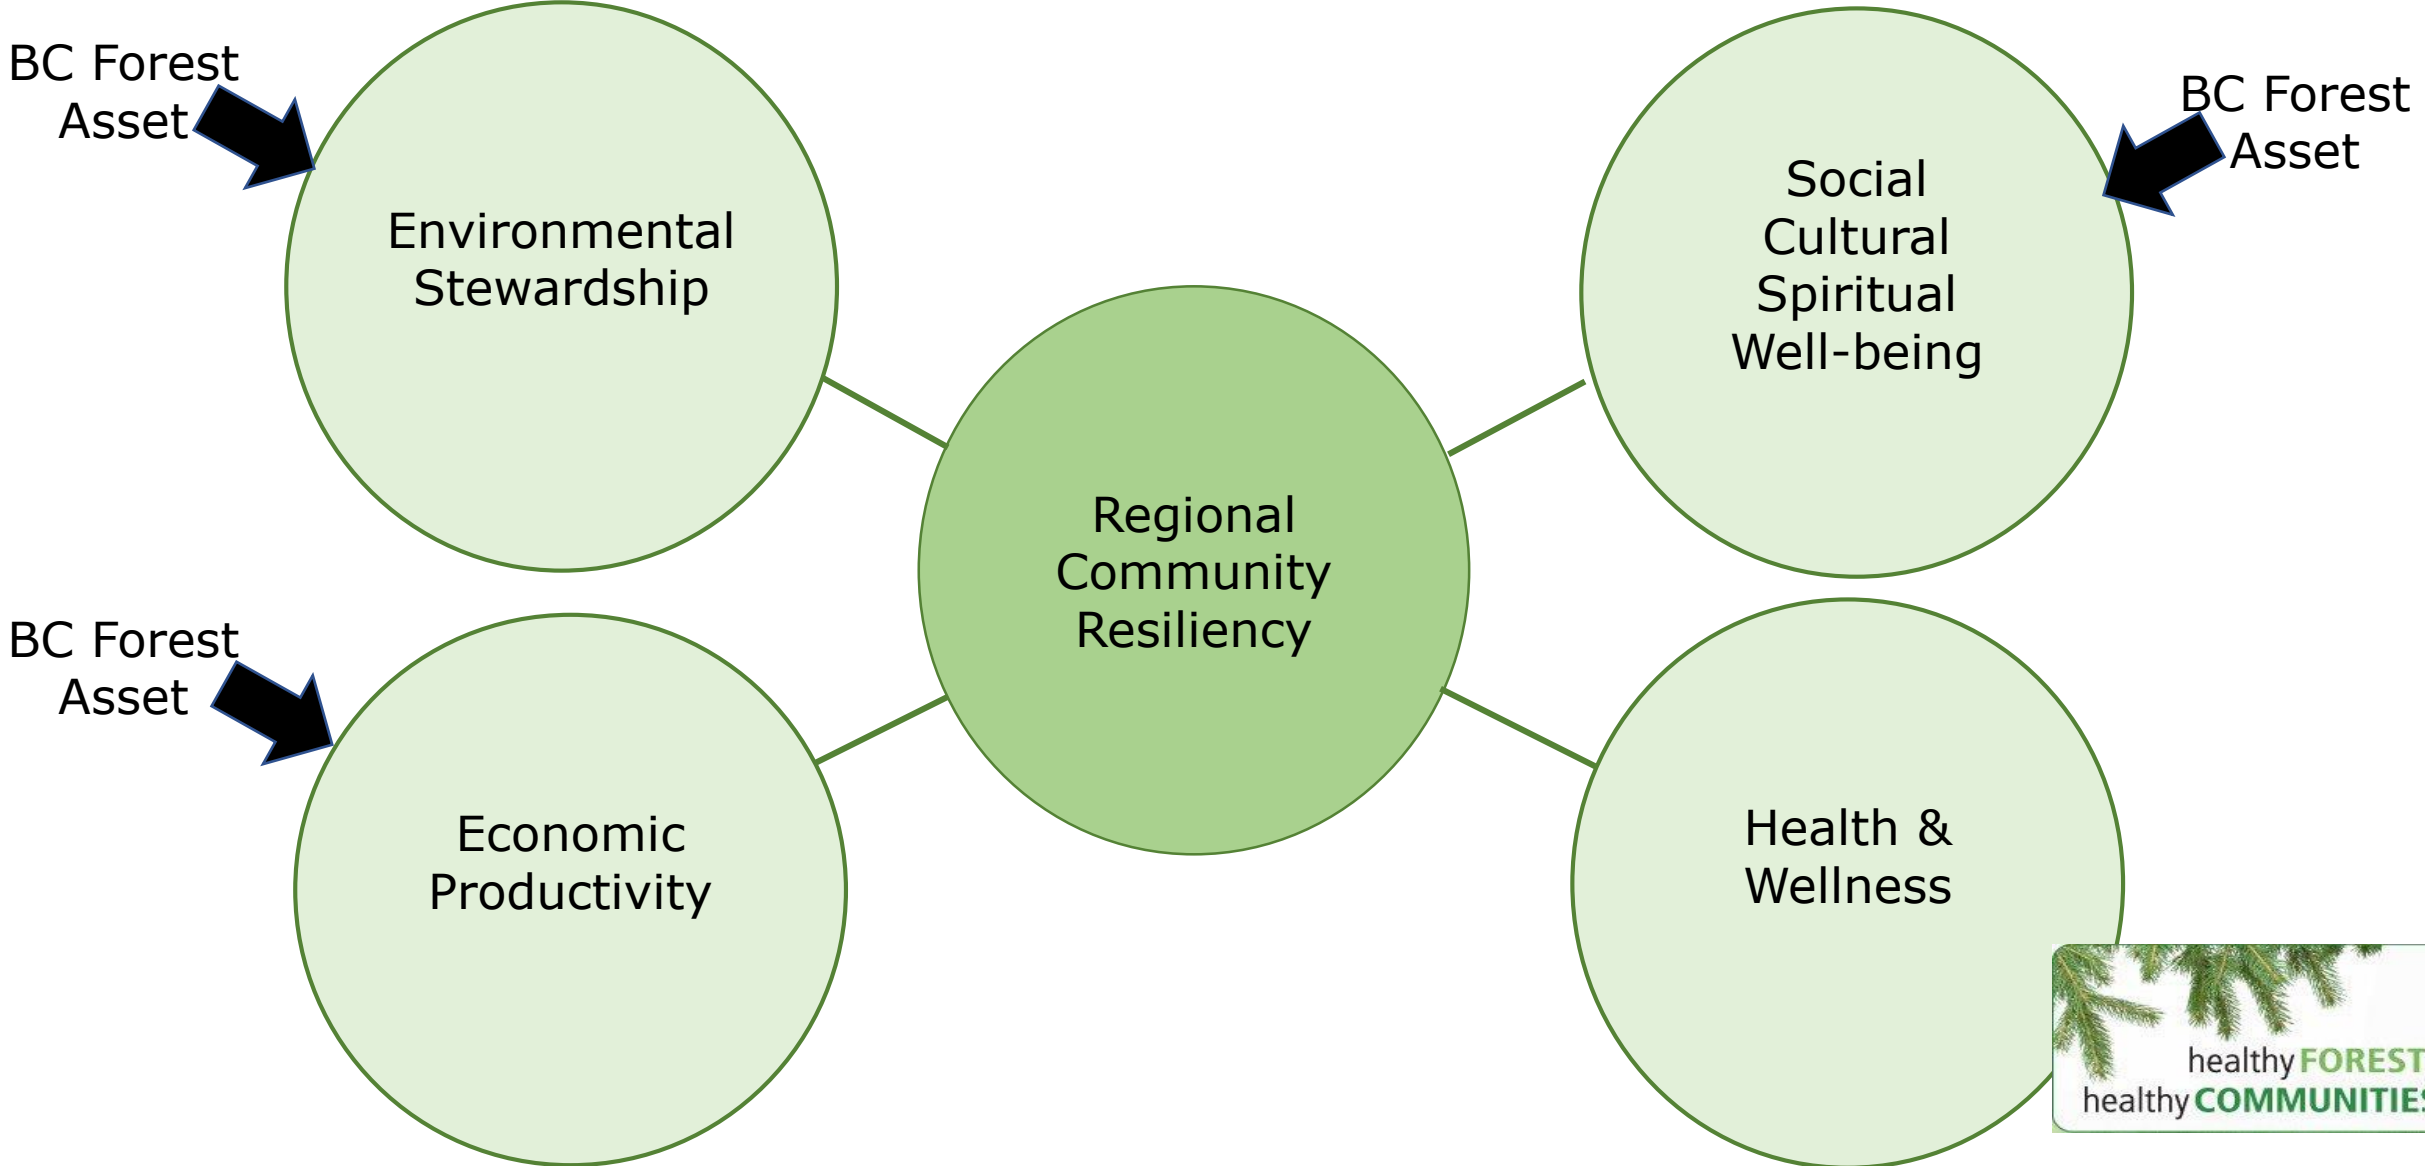 BC Forest
Asset
Environmental
Stewardship
BC Forest
Asset
Social
Cultural
Spiritual
Well-being
Regional
Community
Resiliency
BC Forest
Asset
Economic
Productivity
Health &
Wellness
healthy FOREST
healthy COMMUNITIES